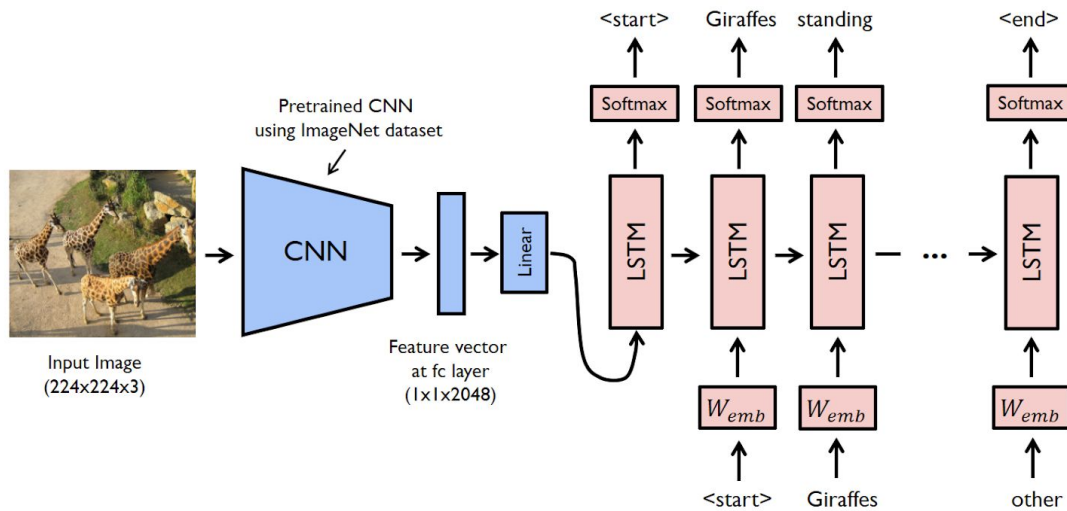 <start> Giraffes standing <end>
Softmax Softmax Softmax Softmax
Pretrained CNN
using ImageNet dataset
CNN
Linear
LSTM LSTM LSTM ... LSTM
Input Image
(224x224x3)
Feature vector
at fc layer
(1x1x2048)
W_emb W_emb W_emb
<start> Giraffes other